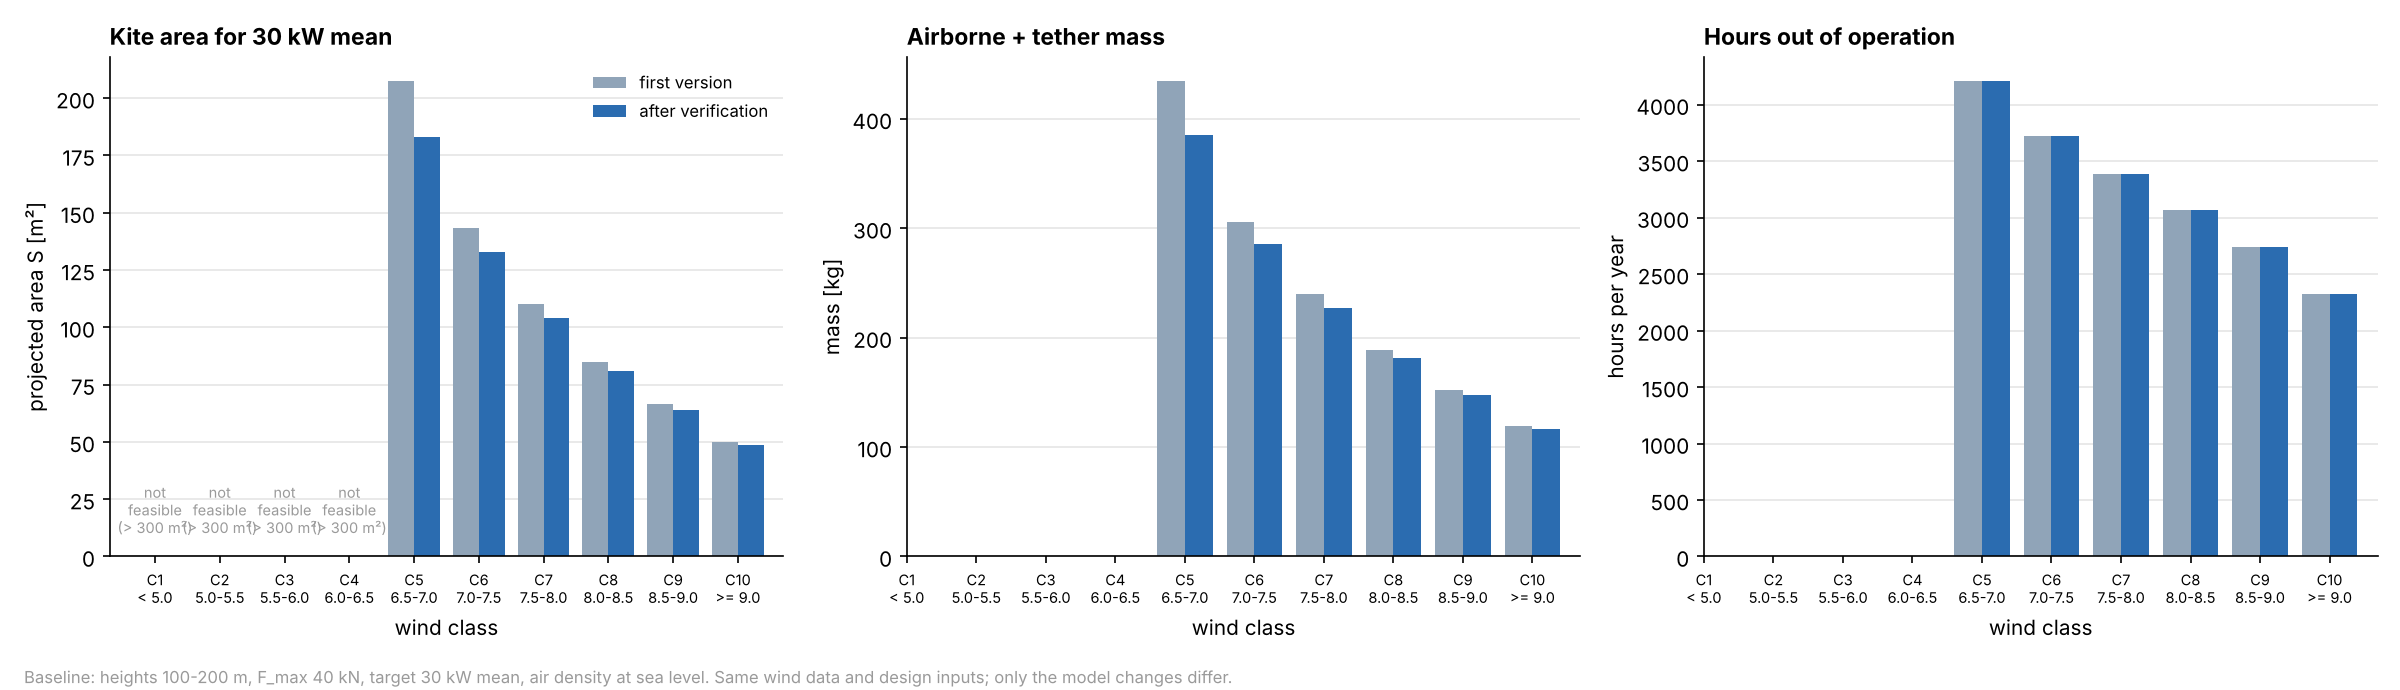 Kite area for 30 kW mean
projected area S [m²]
200
175
150
125
100
75
50
25
0
first version
after verification
not feasible (> 300 m²)
not feasible (> 300 m²)
not feasible (> 300 m²)
not feasible (> 300 m²)
C1 C2 C3 C4 C5 C6 C7 C8 C9 C10
< 5.0 5.0-5.5 5.5-6.0 6.0-6.5 6.5-7.0 7.0-7.5 7.5-8.0 8.0-8.5 8.5-9.0 >= 9.0
wind class
Airborne + tether mass
mass [kg]
400
300
200
100
0
C1 C2 C3 C4 C5 C6 C7 C8 C9 C10
< 5.0 5.0-5.5 5.5-6.0 6.0-6.5 6.5-7.0 7.0-7.5 7.5-8.0 8.0-8.5 8.5-9.0 >= 9.0
wind class
Hours out of operation
hours per year
4000
3500
3000
2500
2000
1500
1000
500
0
C1 C2 C3 C4 C5 C6 C7 C8 C9 C10
< 5.0 5.0-5.5 5.5-6.0 6.0-6.5 6.5-7.0 7.0-7.5 7.5-8.0 8.0-8.5 8.5-9.0 >= 9.0
wind class
Baseline: heights 100-200 m, F_max 40 kN, target 30 kW mean, air density at sea level. Same wind data and design inputs; only the model changes differ.